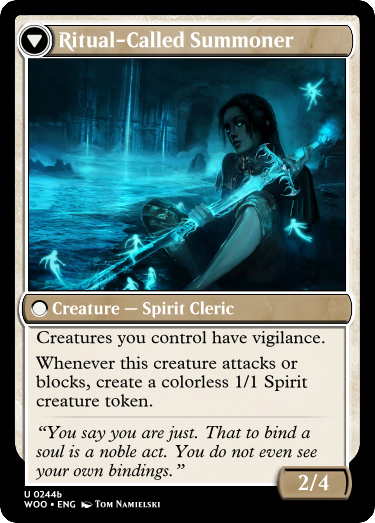 Ritual-Called Summoner
Creature — Spirit Cleric
Creatures you control have vigilance.
Whenever this creature attacks or
blocks, create a colorless 1/1 Spirit
creature token.
“You say you are just. That to bind a
soul is a noble act. You do not even see
your own bindings.”
2/4
U 0244b
WOO • ENG Tom Namielski